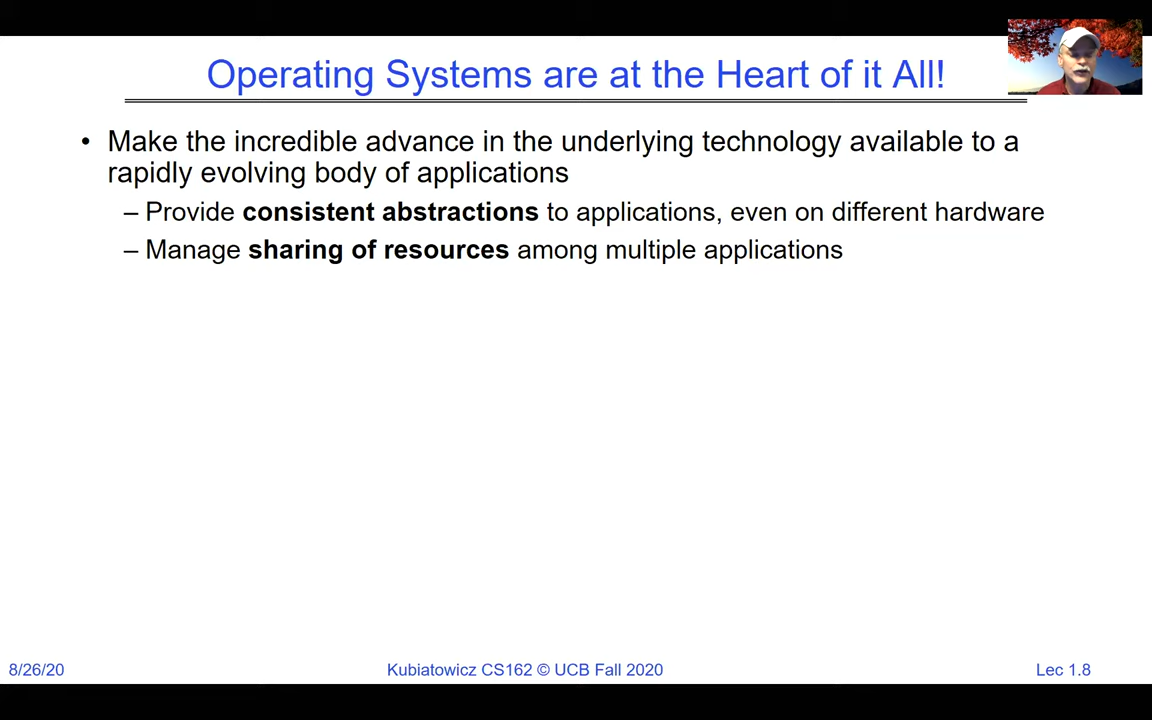 Operating Systems are at the Heart of it All!
• Make the incredible advance in the underlying technology available to a
rapidly evolving body of applications
– Provide consistent abstractions to applications, even on different hardware
– Manage sharing of resources among multiple applications
8/26/20
Kubiatowicz CS162 © UCB Fall 2020
Lec 1.8